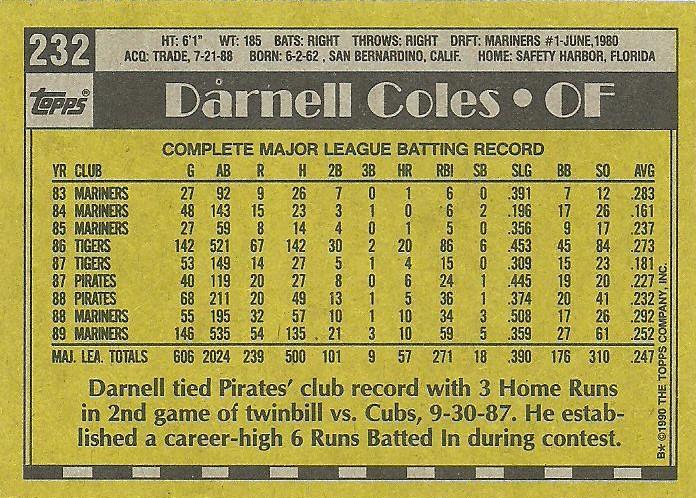 232
HT: 6'1" WT: 185 BATS: RIGHT THROWS: RIGHT DRFT: MARINERS #1-JUNE,1980
ACQ: TRADE, 7-21-88 BORN: 6-2-62 , SAN BERNARDINO, CALIF. HOME: SAFETY HARBOR, FLORIDA
TOPPS®
Darnell Coles • OF
COMPLETE MAJOR LEAGUE BATTING RECORD
YR CLUB G AB R H 2B 3B HR RBI SB SLG BB SO AVG
83 MARINERS 27 92 9 26 7 0 1 6 0 .391 7 12 .283
84 MARINERS 48 143 15 23 3 1 0 6 2 .196 17 26 .161
85 MARINERS 27 59 8 14 4 0 1 5 0 .356 9 17 .237
86 TIGERS 142 521 67 142 30 2 20 86 6 .453 45 84 .273
87 TIGERS 53 149 14 27 5 1 4 15 0 .309 15 23 .181
87 PIRATES 40 119 20 27 8 0 6 24 1 .445 19 20 .227
88 PIRATES 68 211 20 49 13 1 5 36 1 .374 20 41 .232
88 MARINERS 55 195 32 57 10 1 10 34 3 .508 17 26 .292
89 MARINERS 146 535 54 135 21 3 10 59 5 .359 27 61 .252
MAJ. LEA. TOTALS 606 2024 239 500 101 9 57 271 18 .390 176 310 .247
Darnell tied Pirates' club record with 3 Home Runs
in 2nd game of twinbill vs. Cubs, 9-30-87. He estab-
lished a career-high 6 Runs Batted In during contest.
B* ©1990 THE TOPPS COMPANY, INC.